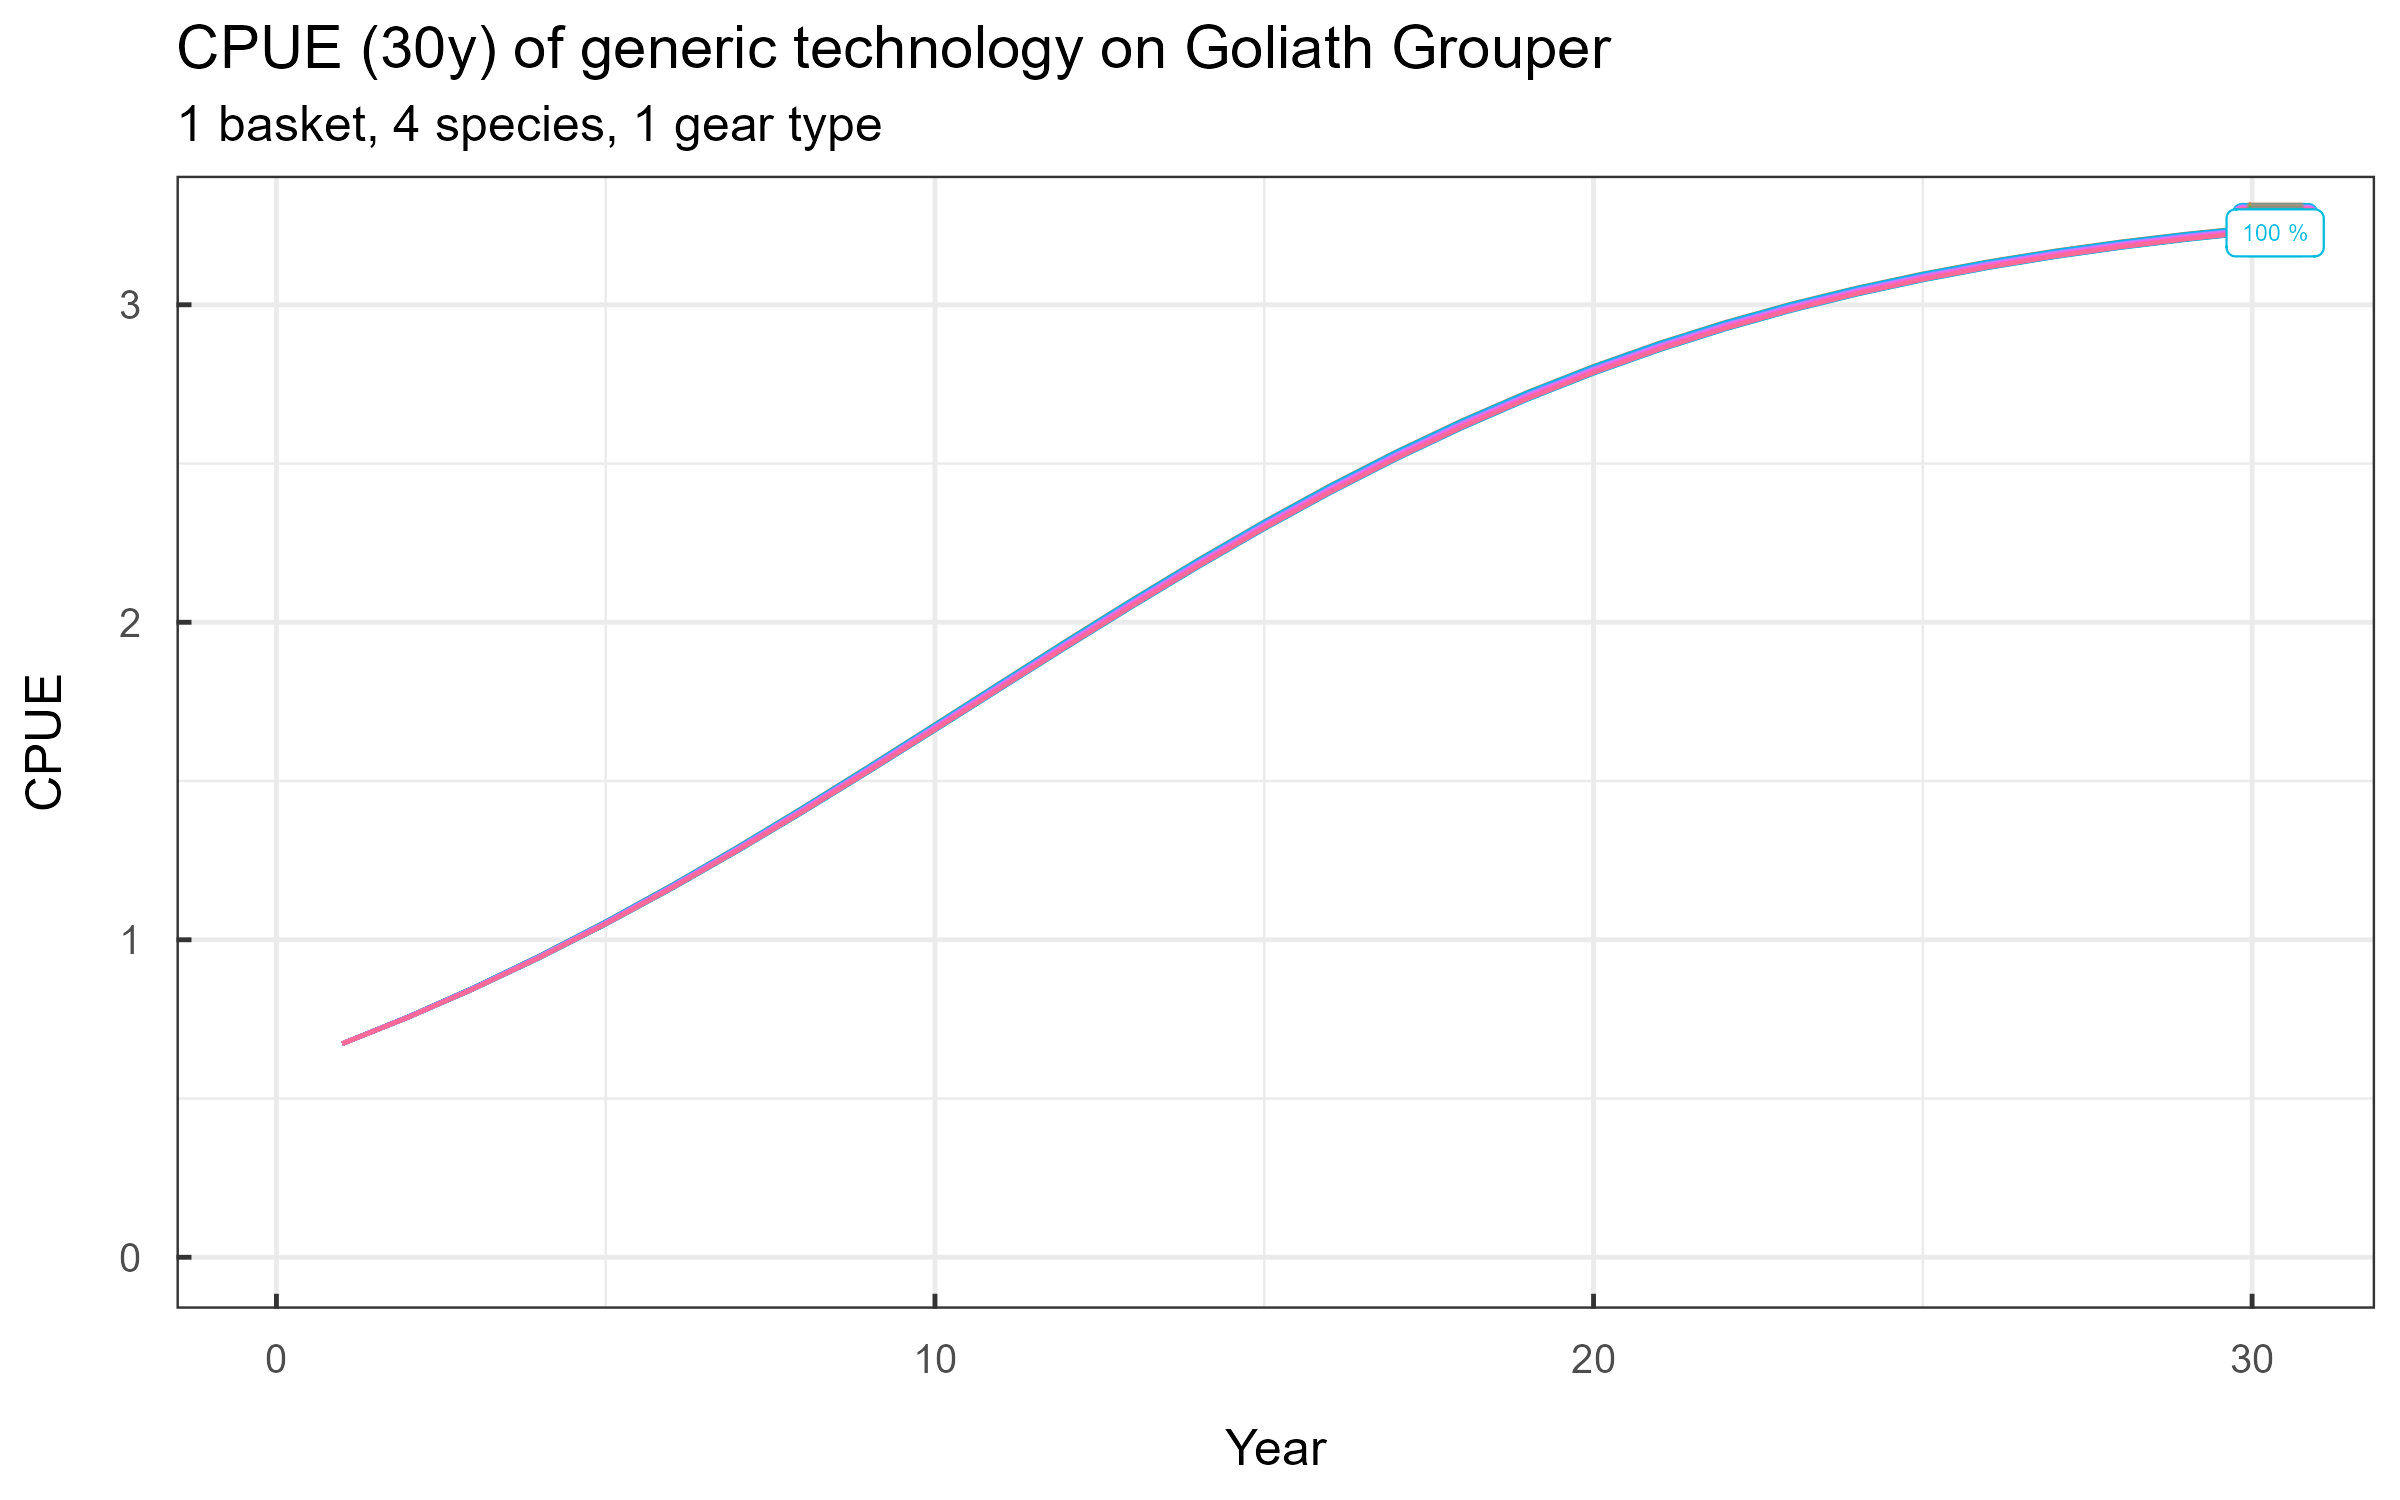 CPUE (30y) of generic technology on Goliath Grouper
1 basket, 4 species, 1 gear type
100 %
3
2
1
0
CPUE
0 10 20 30
Year